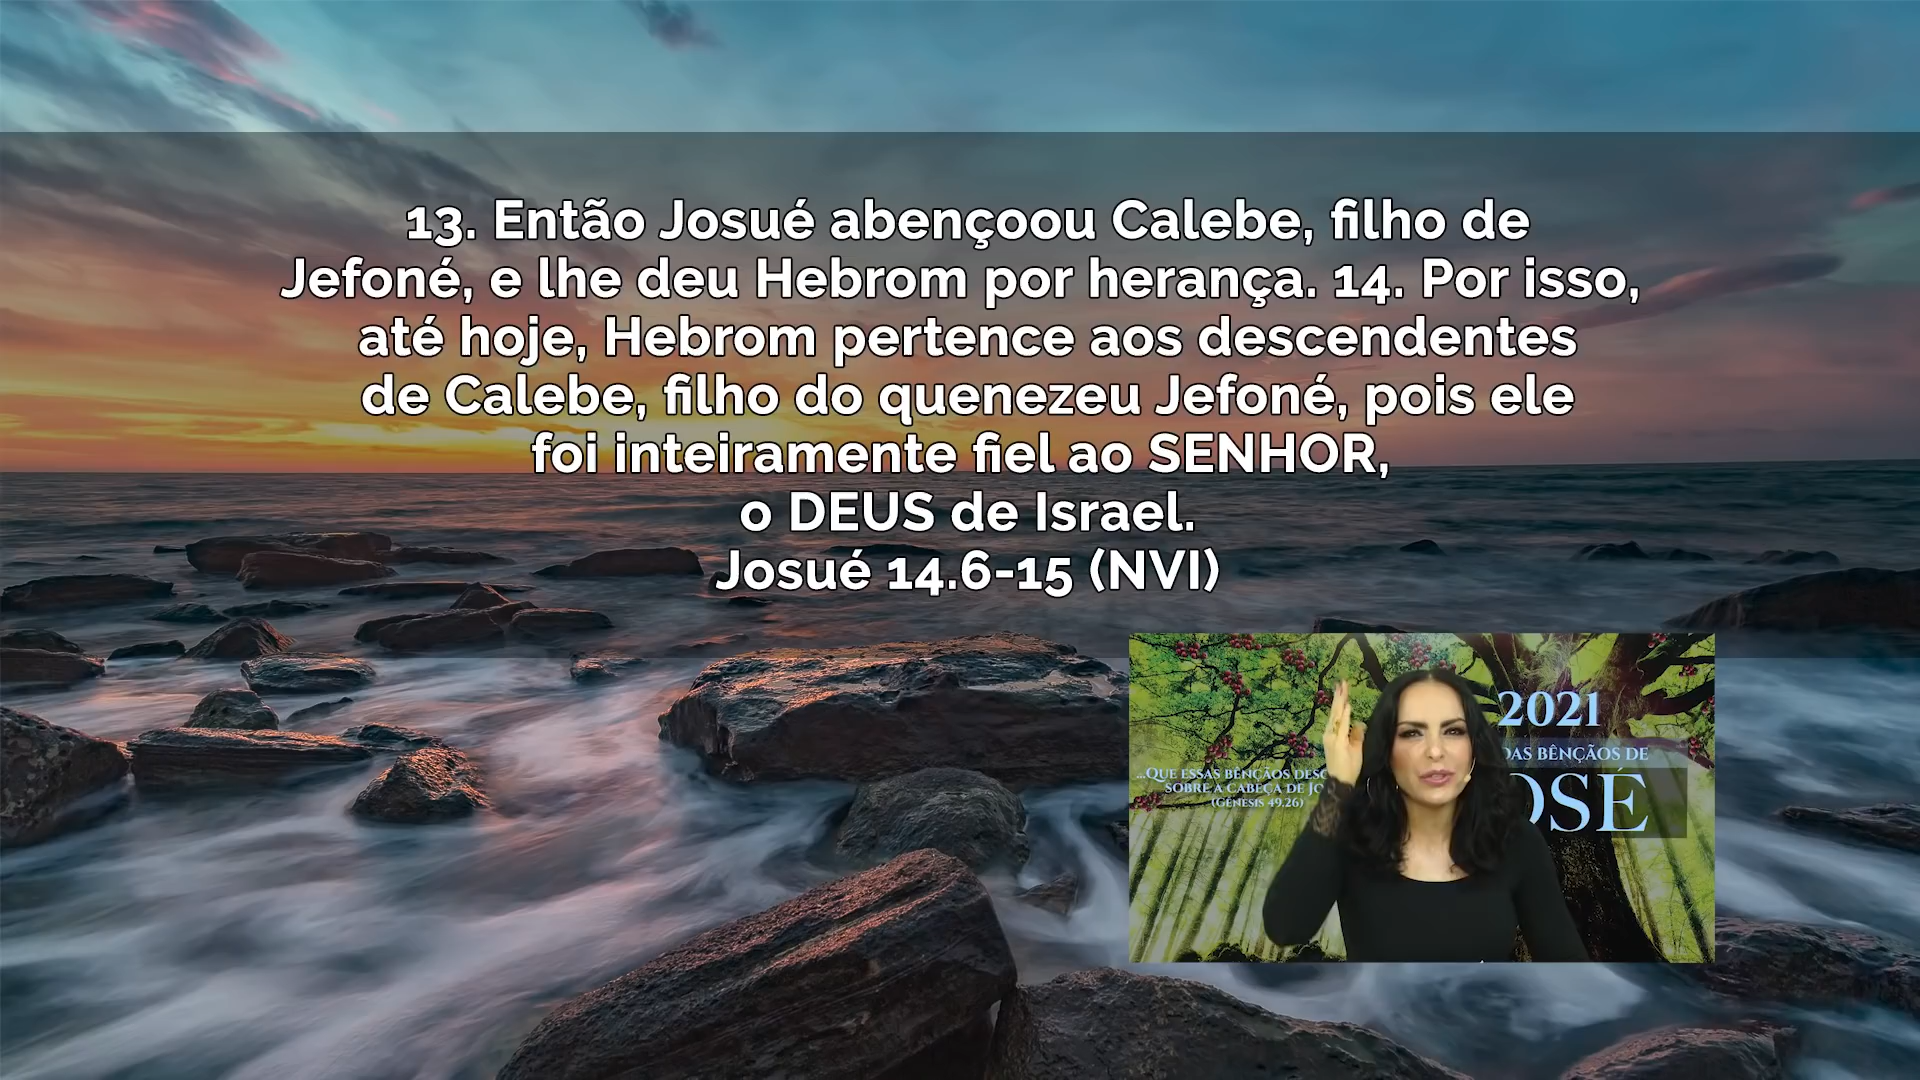 13. Então Josué abençoou Calebe, filho de
Jefoné, e lhe deu Hebrom por herança. 14. Por isso,
até hoje, Hebrom pertence aos descendentes
de Calebe, filho do quenezeu Jefoné, pois ele
foi inteiramente fiel ao SENHOR,
o DEUS de Israel.
Josué 14.6-15 (NVI)
2021
DAS BÊNÇÃOS DE
OSÉ
...QUE ESSAS BÊNÇÃOS DESC
SOBRE A CABEÇA DE JO
(GÊNESIS 49.26)